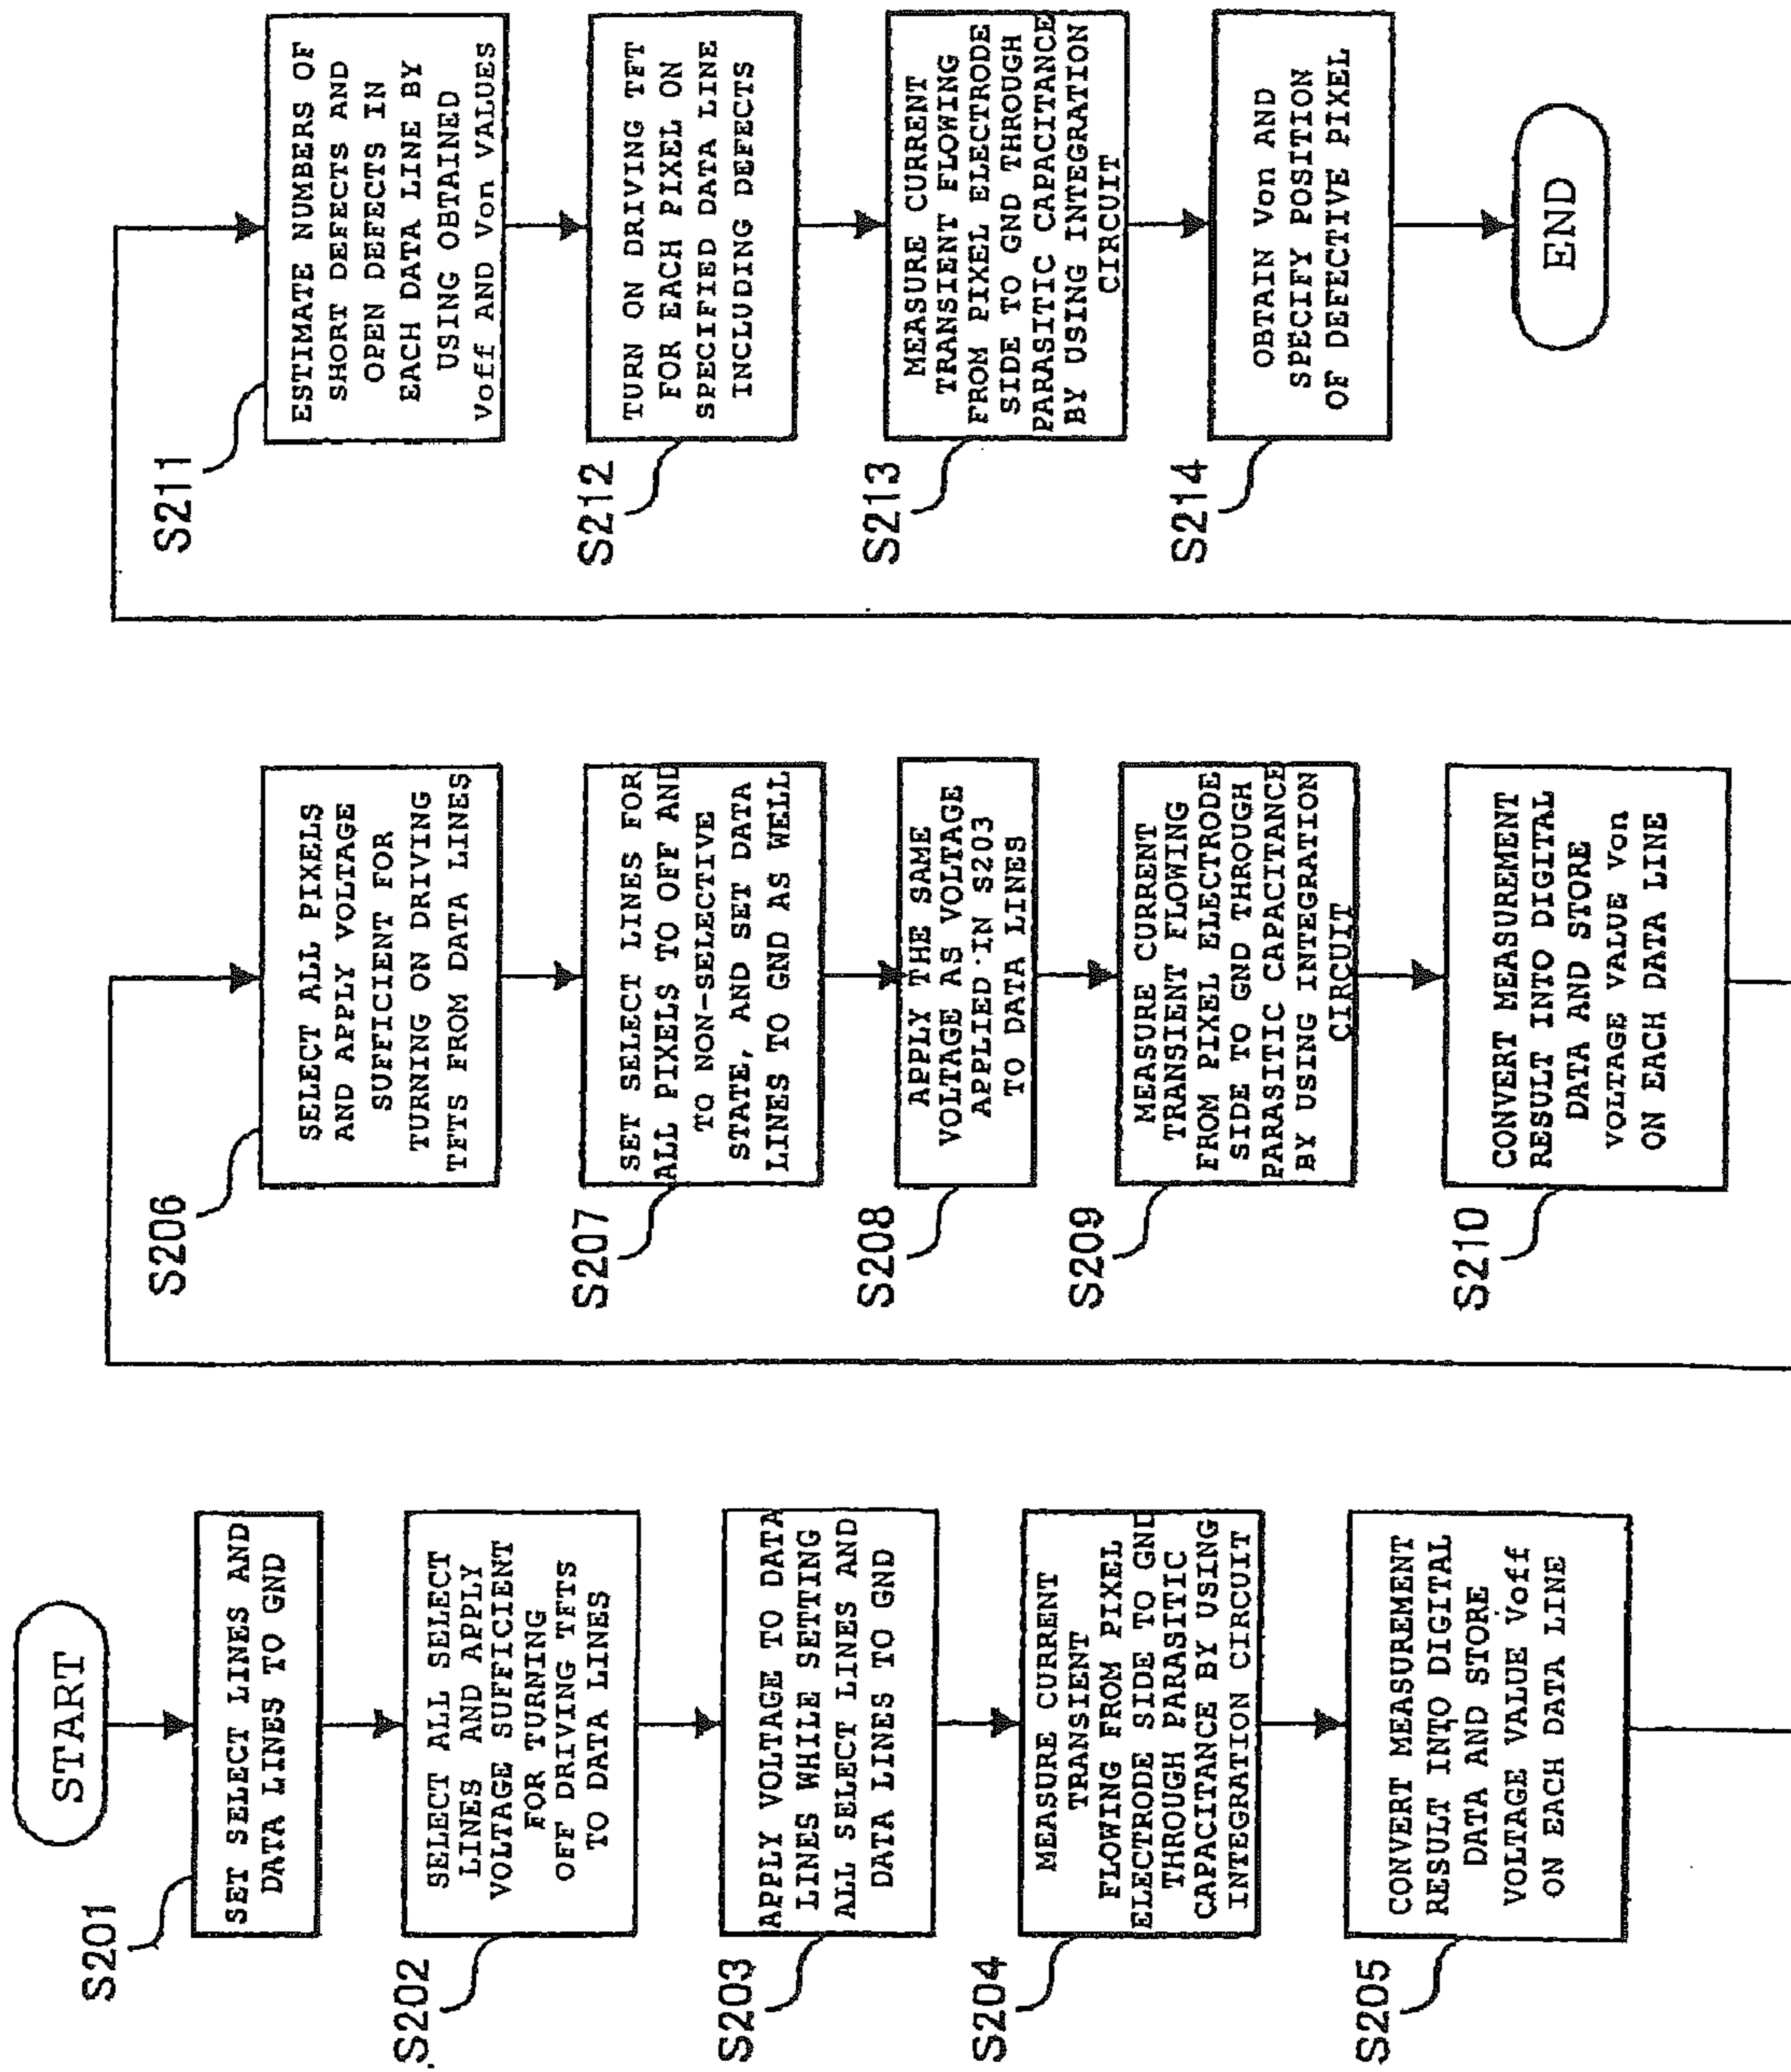 START
S201
SET SELECT LINES AND
DATA LINES TO GND
S202
SELECT ALL SELECT
LINES AND APPLY
VOLTAGE SUFFICIENT
FOR TURNING
OFF DRIVING TFTS
TO DATA LINES
S203
APPLY VOLTAGE TO DATA
LINES WHILE SETTING
ALL SELECT LINES AND
DATA LINES TO GND
S204
MEASURE CURRENT
TRANSIENT
FLOWING FROM PIXEL
ELECTRODE SIDE TO GND
THROUGH PARASITIC
CAPACITANCE BY USING
INTEGRATION CIRCUIT
S205
CONVERT MEASUREMENT
RESULT INTO DIGITAL
DATA AND STORE
VOLTAGE VALUE Voff
ON EACH DATA LINE
S206
SELECT ALL PIXELS
AND APPLY VOLTAGE
SUFFICIENT FOR
TURNING ON DRIVING
TFTS FROM DATA LINES
S207
SET SELECT LINES FOR
ALL PIXELS TO OFF AND
TO NON-SELECTIVE
STATE, AND SET DATA
LINES TO GND AS WELL
S208
APPLY THE SAME
VOLTAGE AS VOLTAGE
APPLIED IN S203
TO DATA LINES
S209
MEASURE CURRENT
TRANSIENT FLOWING
FROM PIXEL ELECTRODE
SIDE TO GND THROUGH
PARASITIC CAPACITANCE
BY USING INTEGRATION
CIRCUIT
S210
CONVERT MEASUREMENT
RESULT INTO DIGITAL
DATA AND STORE
VOLTAGE VALUE Von
ON EACH DATA LINE
S211
ESTIMATE NUMBERS OF
SHORT DEFECTS AND
OPEN DEFECTS IN
EACH DATA LINE BY
USING OBTAINED
Voff AND Von VALUES
S212
TURN ON DRIVING TFT
FOR EACH PIXEL ON
SPECIFIED DATA LINE
INCLUDING DEFECTS
S213
MEASURE CURRENT
TRANSIENT FLOWING
FROM PIXEL ELECTRODE
SIDE TO GND THROUGH
PARASITIC CAPACITANCE
BY USING INTEGRATION
CIRCUIT
S214
OBTAIN Von AND
SPECIFY POSITION
OF DEFECTIVE PIXEL
END